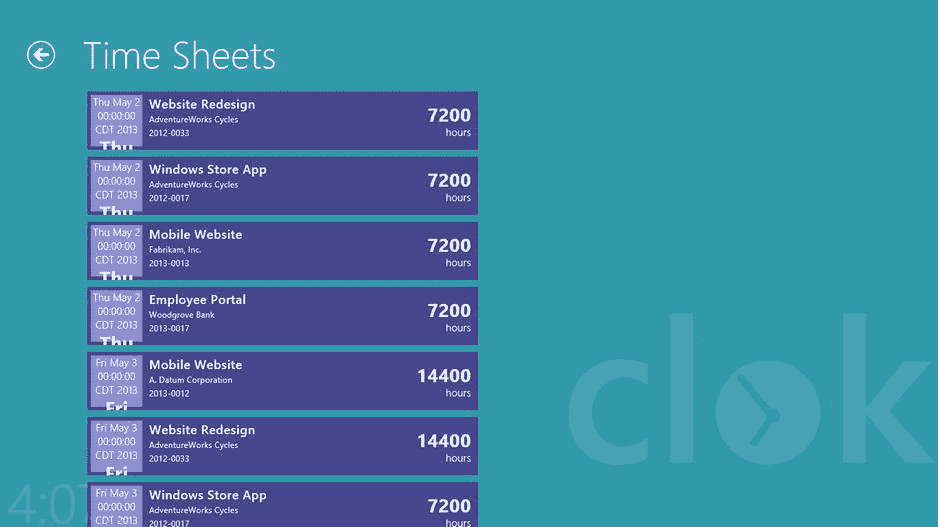 Time Sheets
Thu May 2
00:00:00
CDT 2013
Thu
Website Redesign
AdventureWorks Cycles
2012-0033
7200
hours
Thu May 2
00:00:00
CDT 2013
Thu
Windows Store App
AdventureWorks Cycles
2012-0017
7200
hours
Thu May 2
00:00:00
CDT 2013
Thu
Mobile Website
Fabrikam, Inc.
2013-0013
7200
hours
Thu May 2
00:00:00
CDT 2013
Thu
Employee Portal
Woodgrove Bank
2013-0017
7200
hours
Fri May 3
00:00:00
CDT 2013
Fri
Mobile Website
A. Datum Corporation
2013-0012
14400
hours
Fri May 3
00:00:00
CDT 2013
Fri
Website Redesign
AdventureWorks Cycles
2012-0033
14400
hours
Fri May 3
00:00:00
CDT 2013
Windows Store App
AdventureWorks Cycles
2012-0017
7200
hours
clok